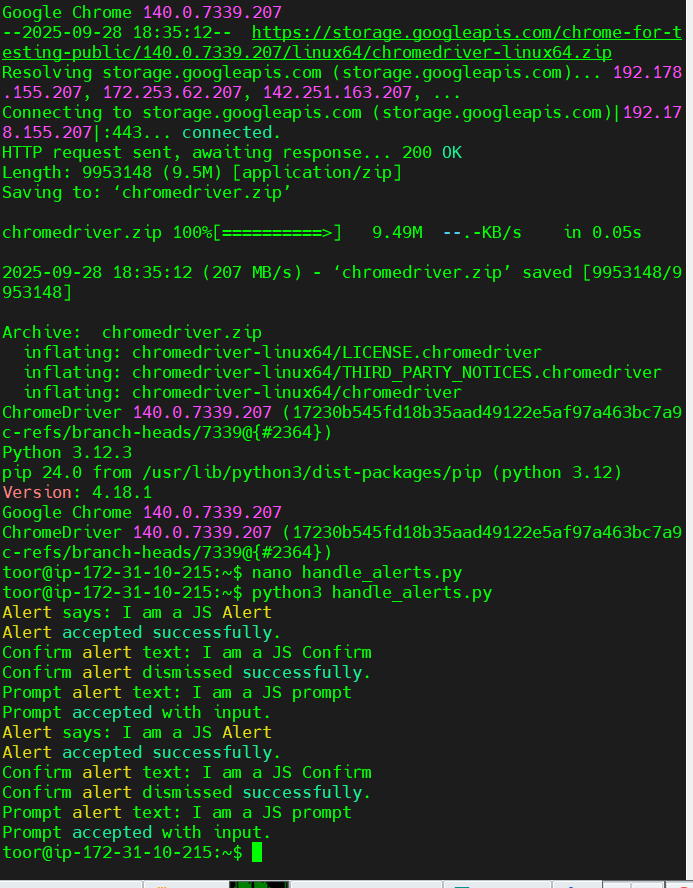 Google Chrome 140.0.7339.207
--2025-09-28 18:35:12--  https://storage.googleapis.com/chrome-for-t
esting-public/140.0.7339.207/linux64/chromedriver-linux64.zip
Resolving storage.googleapis.com (storage.googleapis.com)... 192.178
.155.207, 172.253.62.207, 142.251.163.207, ...
Connecting to storage.googleapis.com (storage.googleapis.com)|192.17
8.155.207|:443... connected.
HTTP request sent, awaiting response... 200 OK
Length: 9953148 (9.5M) [application/zip]
Saving to: ‘chromedriver.zip’

chromedriver.zip 100%[==========>]   9.49M  --.-KB/s    in 0.05s

2025-09-28 18:35:12 (207 MB/s) - ‘chromedriver.zip’ saved [9953148/9
953148]

Archive:  chromedriver.zip
  inflating: chromedriver-linux64/LICENSE.chromedriver
  inflating: chromedriver-linux64/THIRD_PARTY_NOTICES.chromedriver
  inflating: chromedriver-linux64/chromedriver
ChromeDriver 140.0.7339.207 (17230b545fd18b35aad49122e5af97a463bc7a9
c-refs/branch-heads/7339@{#2364})
Python 3.12.3
pip 24.0 from /usr/lib/python3/dist-packages/pip (python 3.12)
Version: 4.18.1
Google Chrome 140.0.7339.207
ChromeDriver 140.0.7339.207 (17230b545fd18b35aad49122e5af97a463bc7a9
c-refs/branch-heads/7339@{#2364})
toor@ip-172-31-10-215:~$ nano handle_alerts.py
toor@ip-172-31-10-215:~$ python3 handle_alerts.py
Alert says: I am a JS Alert
Alert accepted successfully.
Confirm alert text: I am a JS Confirm
Confirm alert dismissed successfully.
Prompt alert text: I am a JS prompt
Prompt accepted with input.
Alert says: I am a JS Alert
Alert accepted successfully.
Confirm alert text: I am a JS Confirm
Confirm alert dismissed successfully.
Prompt alert text: I am a JS prompt
Prompt accepted with input.
toor@ip-172-31-10-215:~$